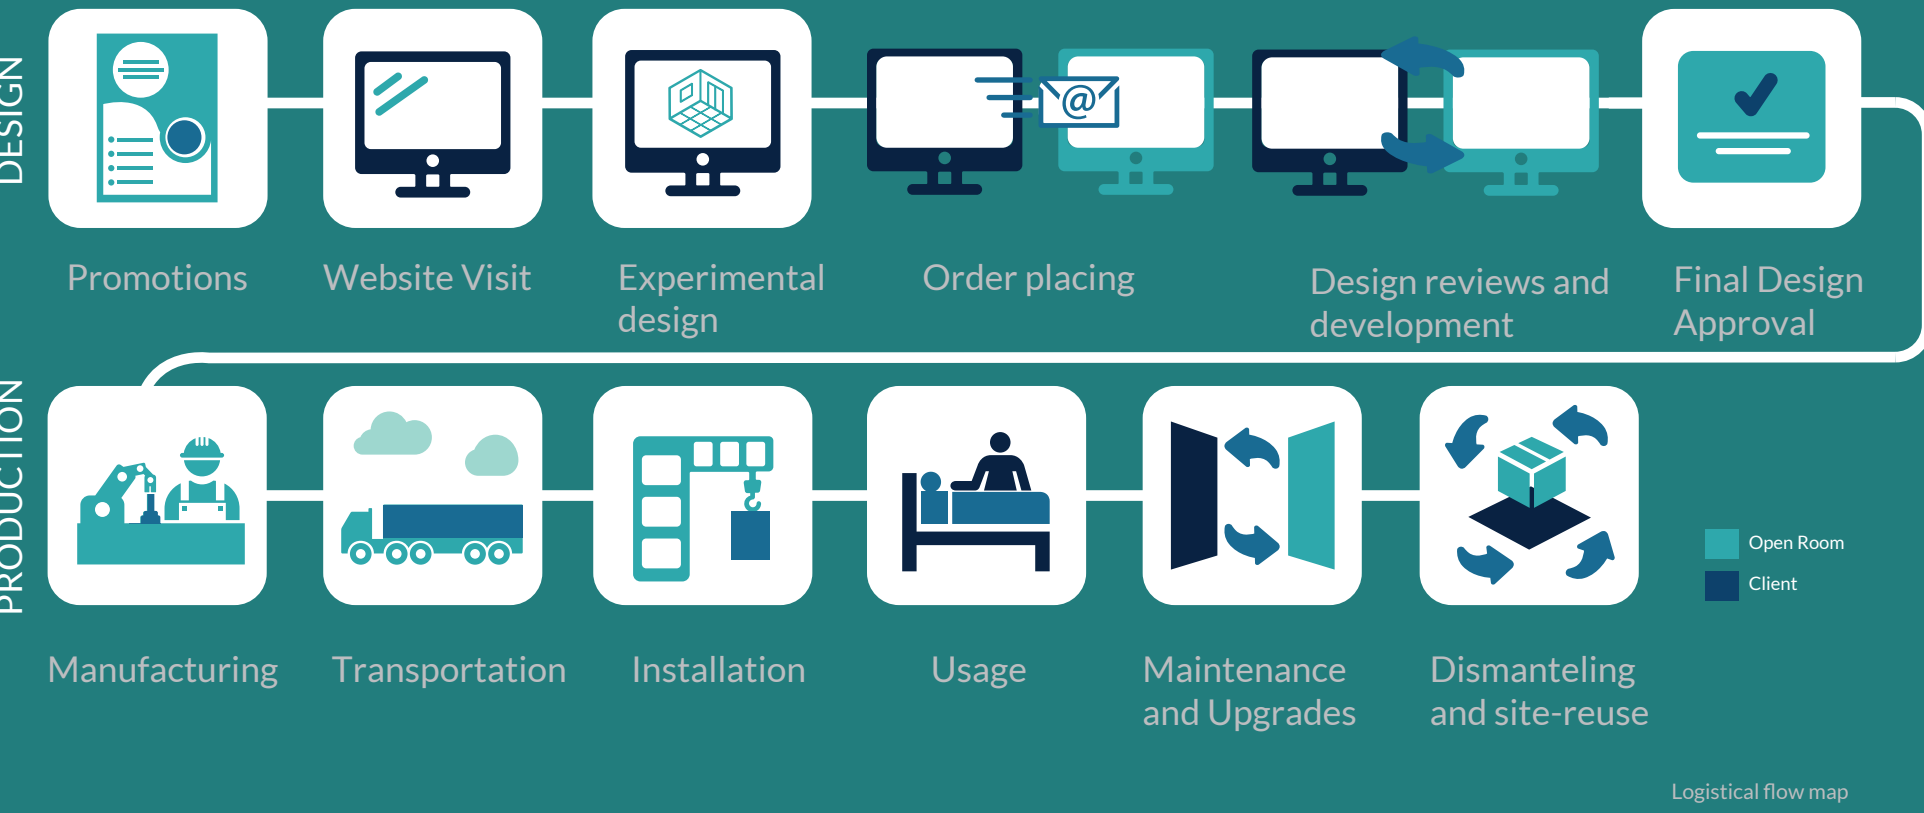 DESIGN
Promotions
Website Visit
Experimental
design
@
Order placing
Design reviews and
development
Final Design
Approval
PRODUCTION
Manufacturing
Transportation
Installation
Usage
Maintenance
and Upgrades
Dismanteling
and site-reuse
Open Room
Client
Logistical flow map